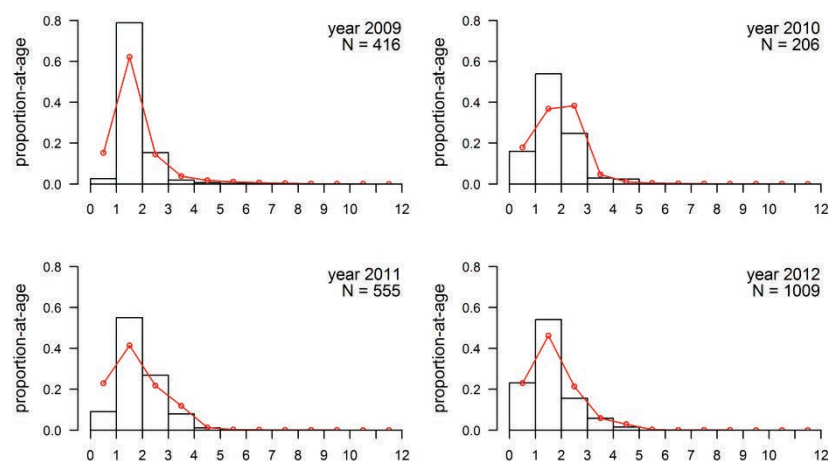 year 2009
N = 416
proportion-at-age
0.8
0.6
0.4
0.2
0.0
0 1 2 3 4 5 6 7 8 9 10 12
year 2010
N = 206
proportion-at-age
0.8
0.6
0.4
0.2
0.0
0 1 2 3 4 5 6 7 8 9 10 12
year 2011
N = 555
proportion-at-age
0.8
0.6
0.4
0.2
0.0
0 1 2 3 4 5 6 7 8 9 10 12
year 2012
N = 1009
proportion-at-age
0.8
0.6
0.4
0.2
0.0
0 1 2 3 4 5 6 7 8 9 10 12